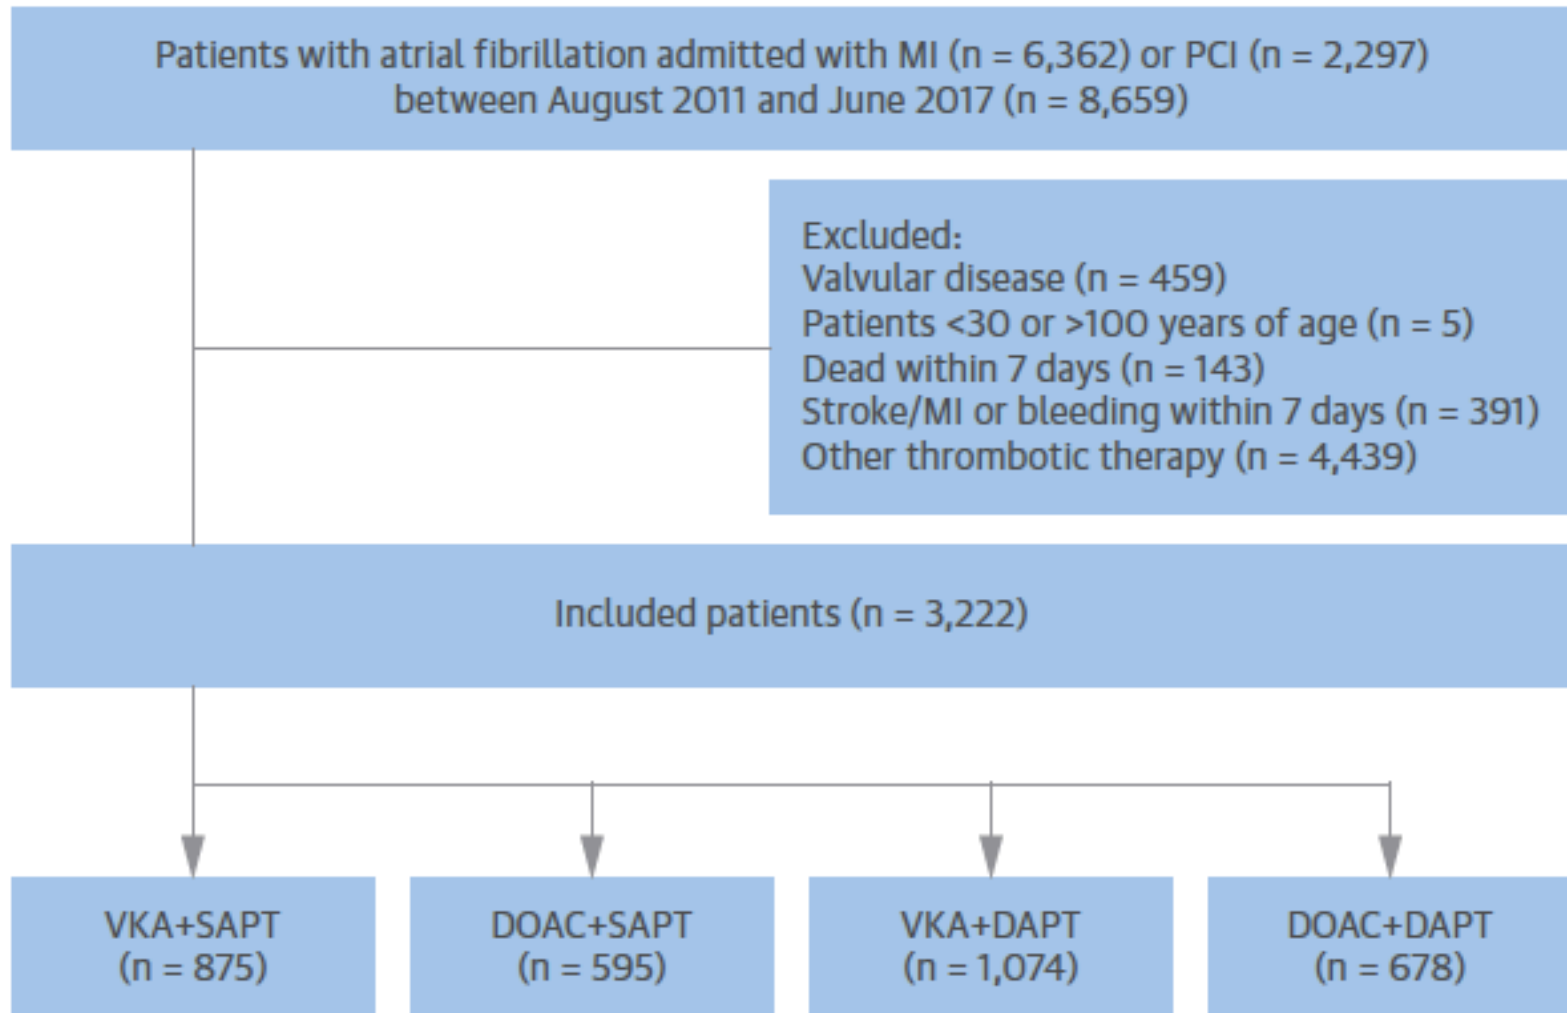 Patients with atrial fibrillation admitted with MI (n = 6,362) or PCI (n = 2,297)
between August 2011 and June 2017 (n = 8,659)
Excluded:
Valvular disease (n = 459)
Patients <30 or >100 years of age (n = 5)
Dead within 7 days (n = 143)
Stroke/MI or bleeding within 7 days (n = 391)
Other thrombotic therapy (n = 4,439)
Included patients (n = 3,222)
VKA+SAPT
(n = 875)
DOAC+SAPT
(n = 595)
VKA+DAPT
(n = 1,074)
DOAC+DAPT
(n = 678)